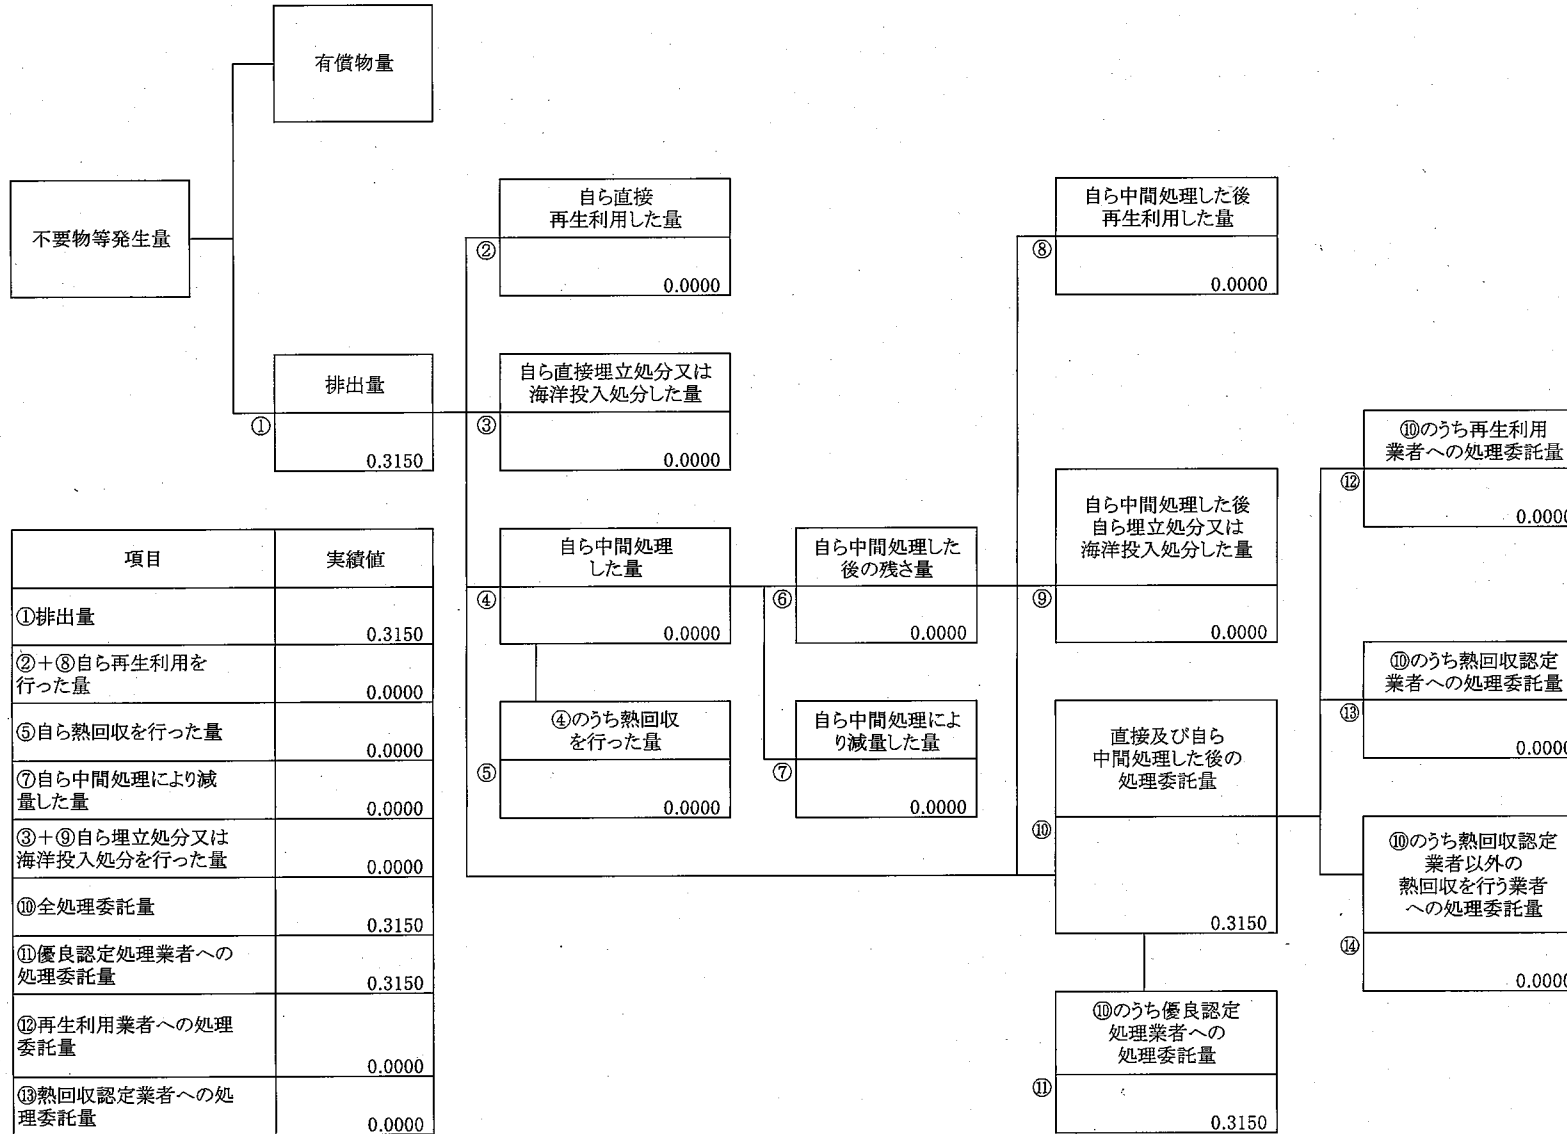 有償物量
不要物等発生量
自ら直接
再生利用した量
②
0.0000
自ら中間処理した後
再生利用した量
⑧
0.0000
排出量
①
0.3150
自ら直接埋立処分又は
海洋投入処分した量
③
0.0000
自ら中間処理
した量
④
0.0000
自ら中間処理した
後の残さ量
⑥
0.0000
自ら中間処理した後
自ら埋立処分又は
海洋投入処分した量
⑨
0.0000
④のうち熱回収
を行った量
⑤
0.0000
自ら中間処理によ
り減量した量
⑦
0.0000
直接及び自ら
中間処理した後の
処理委託量
⑩
0.3150
⑩のうち優良認定
処理業者への
処理委託量
⑪
0.3150
⑩のうち再生利用
業者への処理委託量
⑫
0.0000
⑩のうち熱回収認定
業者への処理委託量
⑬
0.0000
⑩のうち熱回収認定
業者以外の
熱回収を行う業者
への処理委託量
⑭
0.0000
項目 実績値
①排出量
0.3150
②+⑧自ら再生利用を
行った量
0.0000
⑤自ら熱回収を行った量
0.0000
⑦自ら中間処理により減
量した量
0.0000
③+⑨自ら埋立処分又は
海洋投入処分を行った量
0.0000
⑩全処理委託量
0.3150
⑪優良認定処理業者への
処理委託量
0.3150
⑫再生利用業者への処理
委託量
0.0000
⑬熱回収認定業者への処
理委託量
0.0000